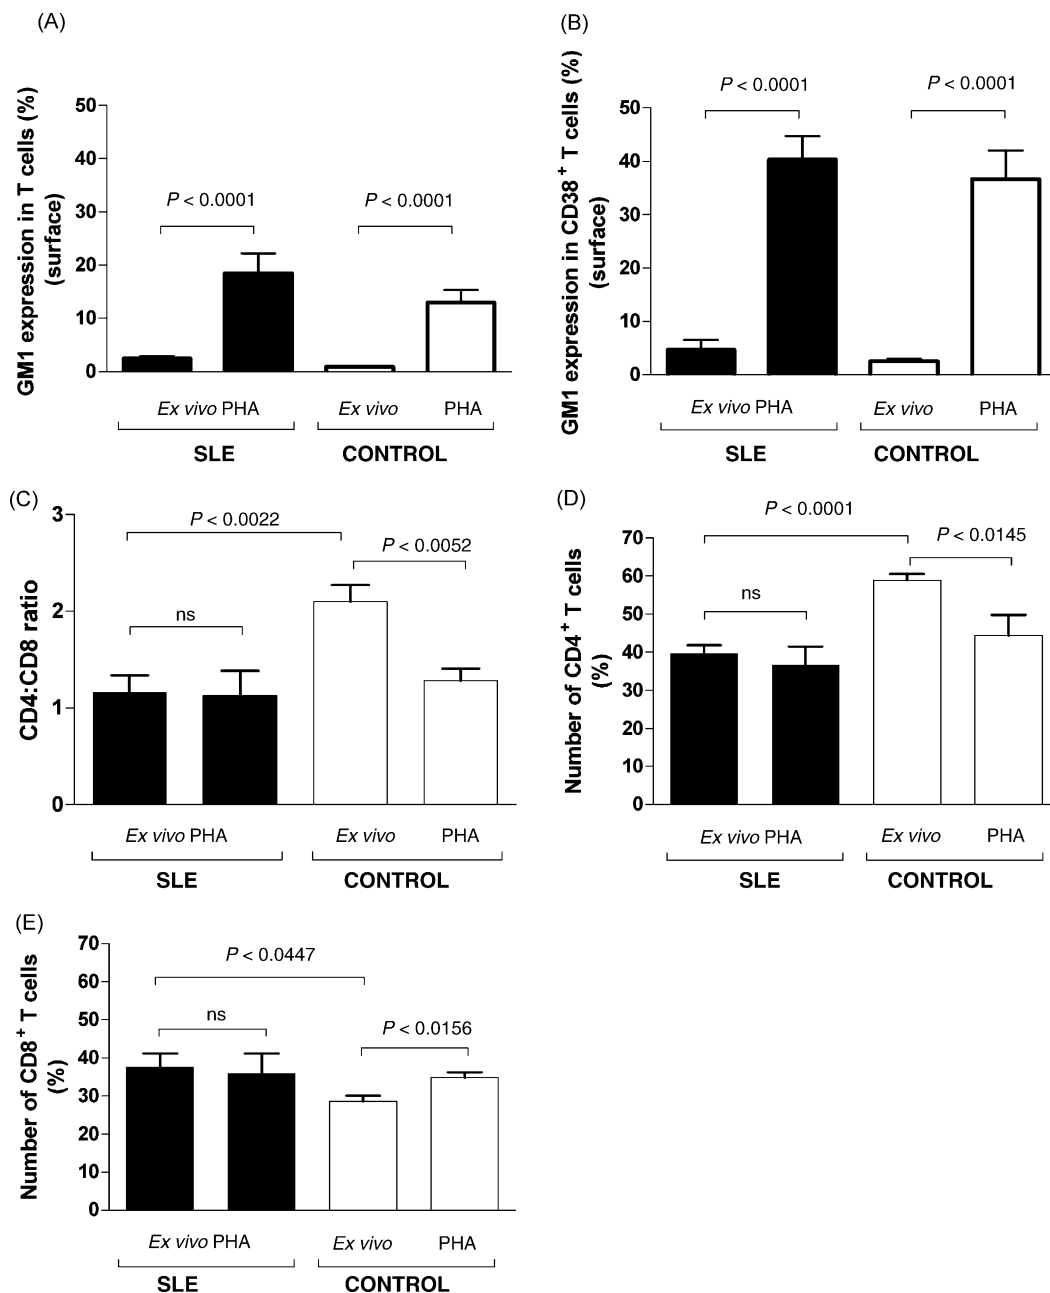 (A)
GM1 expression in T cells (%)
(surface)
50
40
30
20
10
0
P < 0.0001
P < 0.0001
Ex vivo PHA
Ex vivo
PHA
SLE
CONTROL
(B)
GM1 expression in CD38+ T cells (%)
(surface)
50
40
30
20
10
0
P < 0.0001
P < 0.0001
Ex vivo PHA
Ex vivo
PHA
SLE
CONTROL
(C)
CD4:CD8 ratio
3
2
1
0
P < 0.0022
P < 0.0052
ns
Ex vivo PHA
Ex vivo
PHA
SLE
CONTROL
(D)
Number of CD4+ T cells
(%)
70
60
50
40
30
20
10
0
P < 0.0001
P < 0.0145
ns
Ex vivo PHA
Ex vivo
PHA
SLE
CONTROL
(E)
Number of CD8+ T cells
(%)
70
60
50
40
30
20
10
0
P < 0.0447
ns
P < 0.0156
Ex vivo PHA
Ex vivo
PHA
SLE
CONTROL